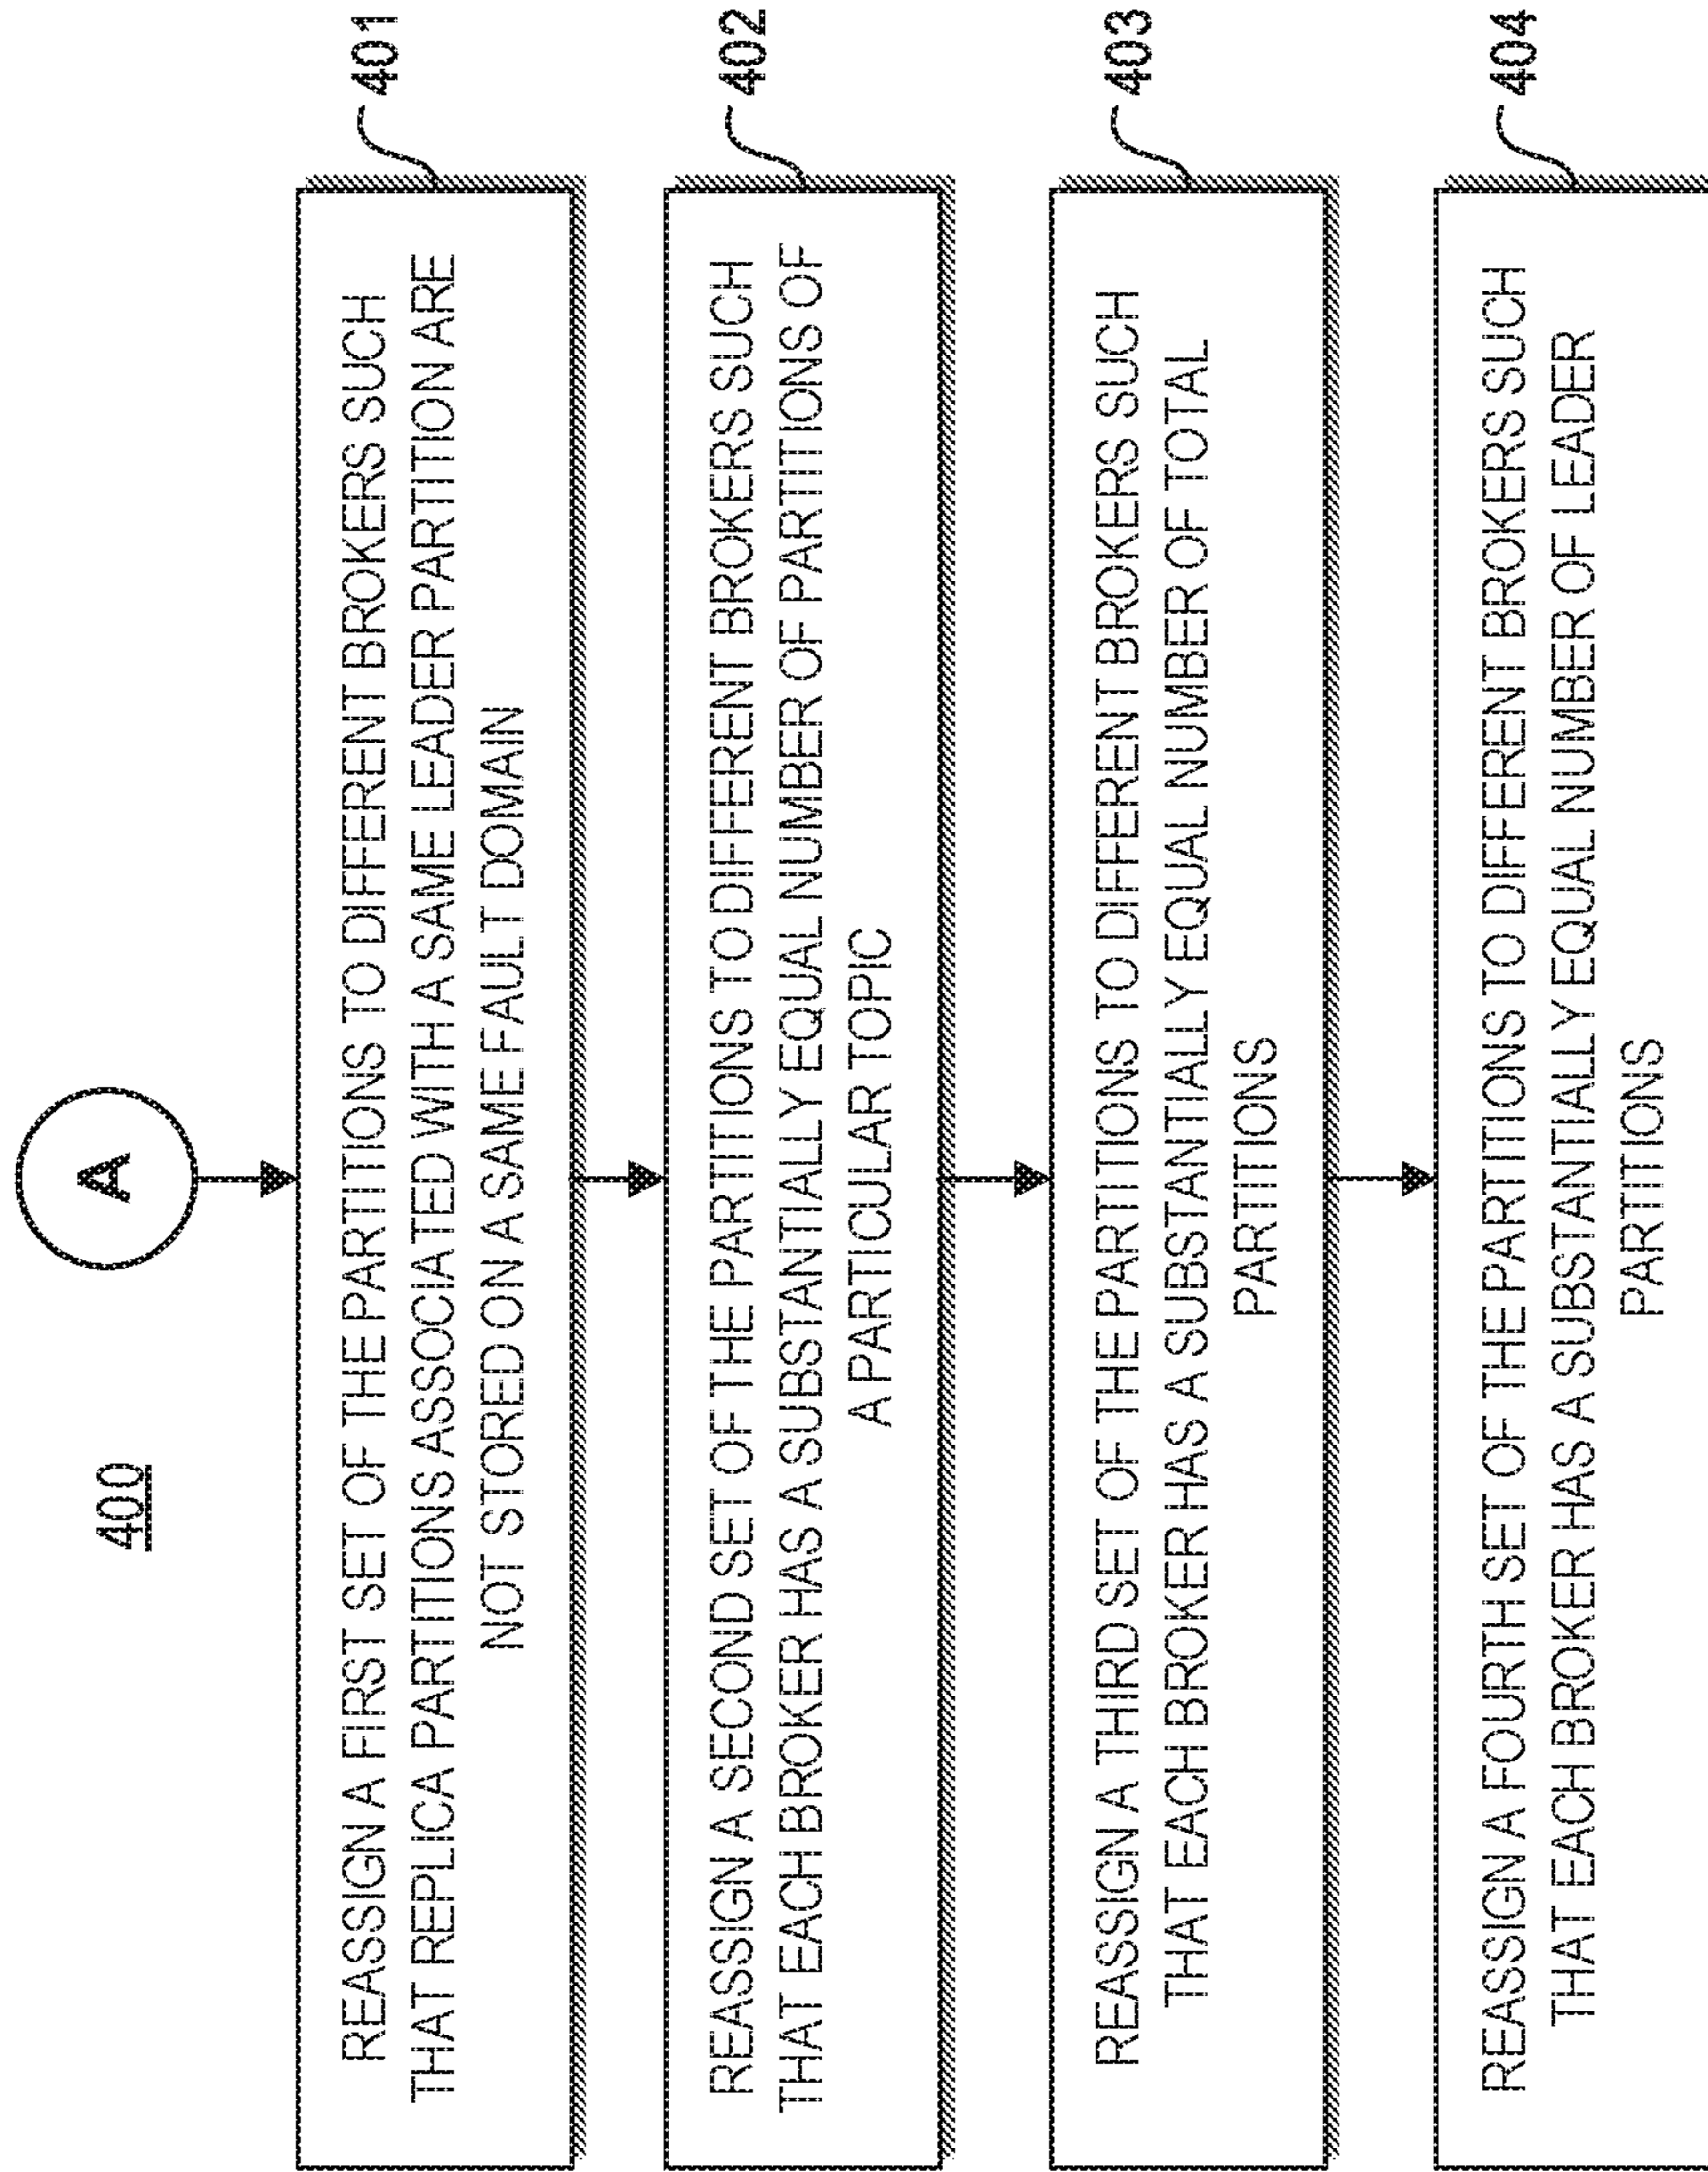 400
A
REASSIGN A FIRST SET OF THE PARTITIONS TO DIFFERENT BROKERS SUCH
THAT REPLICA PARTITIONS ASSOCIATED WITH A SAME LEADER PARTITION ARE
NOT STORED ON A SAME FAULT DOMAIN
401
REASSIGN A SECOND SET OF THE PARTITIONS TO DIFFERENT BROKERS SUCH
THAT EACH BROKER HAS A SUBSTANTIALLY EQUAL NUMBER OF PARTITIONS OF
A PARTICULAR TOPIC
402
REASSIGN A THIRD SET OF THE PARTITIONS TO DIFFERENT BROKERS SUCH
THAT EACH BROKER HAS A SUBSTANTIALLY EQUAL NUMBER OF TOTAL
PARTITIONS
403
REASSIGN A FOURTH SET OF THE PARTITIONS TO DIFFERENT BROKERS SUCH
THAT EACH BROKER HAS A SUBSTANTIALLY EQUAL NUMBER OF LEADER
PARTITIONS
404